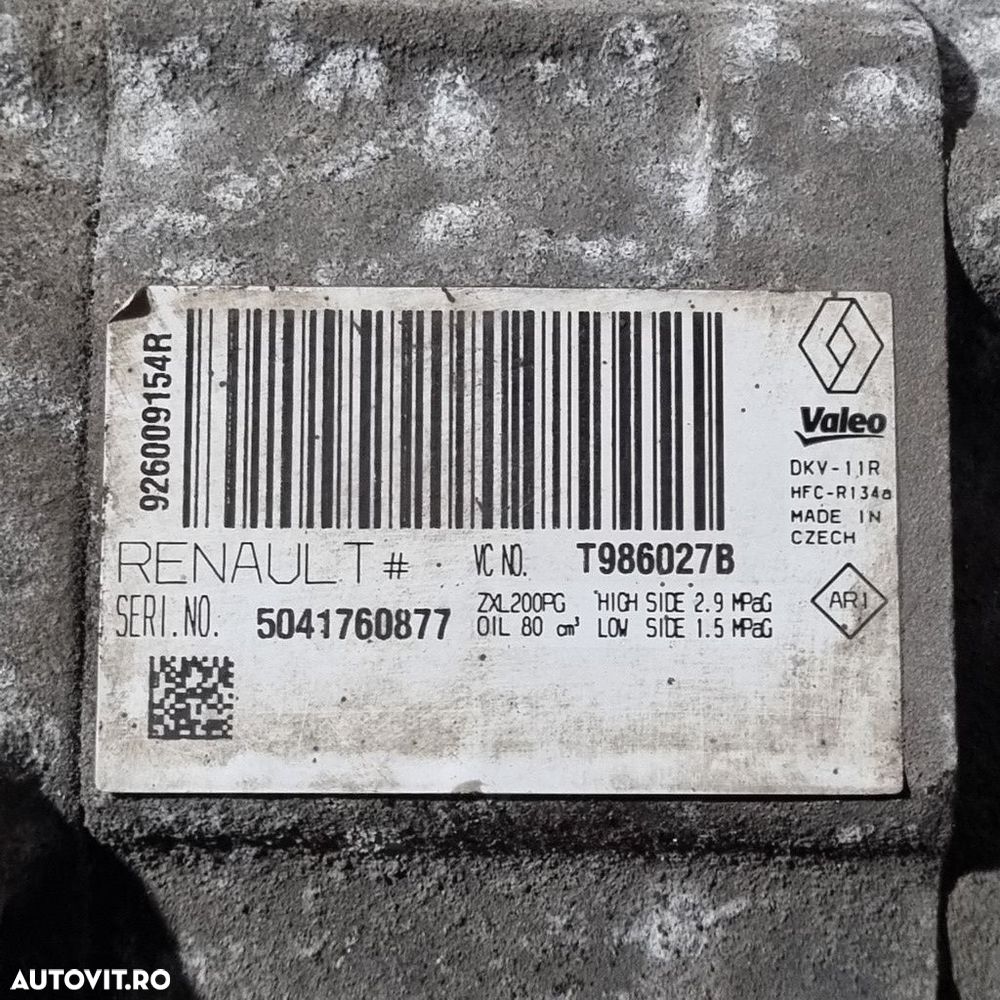 926009154R
Valeo
DKV-11R
HFC-R134a
MADE IN
CZECH
RENAULT # VC NO. T986027B
SERI.NO. 5041760877
ZXL200PG HIGH SIDE 2.9 MPaG
OIL 80 cm³ LOW SIDE 1.5 MPaG
AR1
AUTOVIT.RO